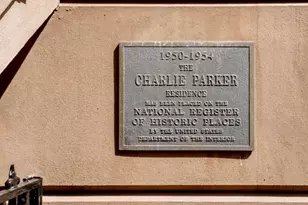 1950-1954
THE
CHARLIE PARKER
RESIDENCE
HAS BEEN PLACED ON THE
NATIONAL REGISTER
OF HISTORIC PLACES
BY THE UNITED STATES
DEPARTMENT OF THE INTERIOR